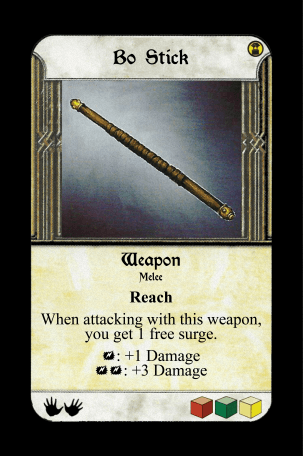 Bo Stick
Weapon
Melee
Reach
When attacking with this weapon,
you get 1 free surge.
: +1 Damage
: +3 Damage